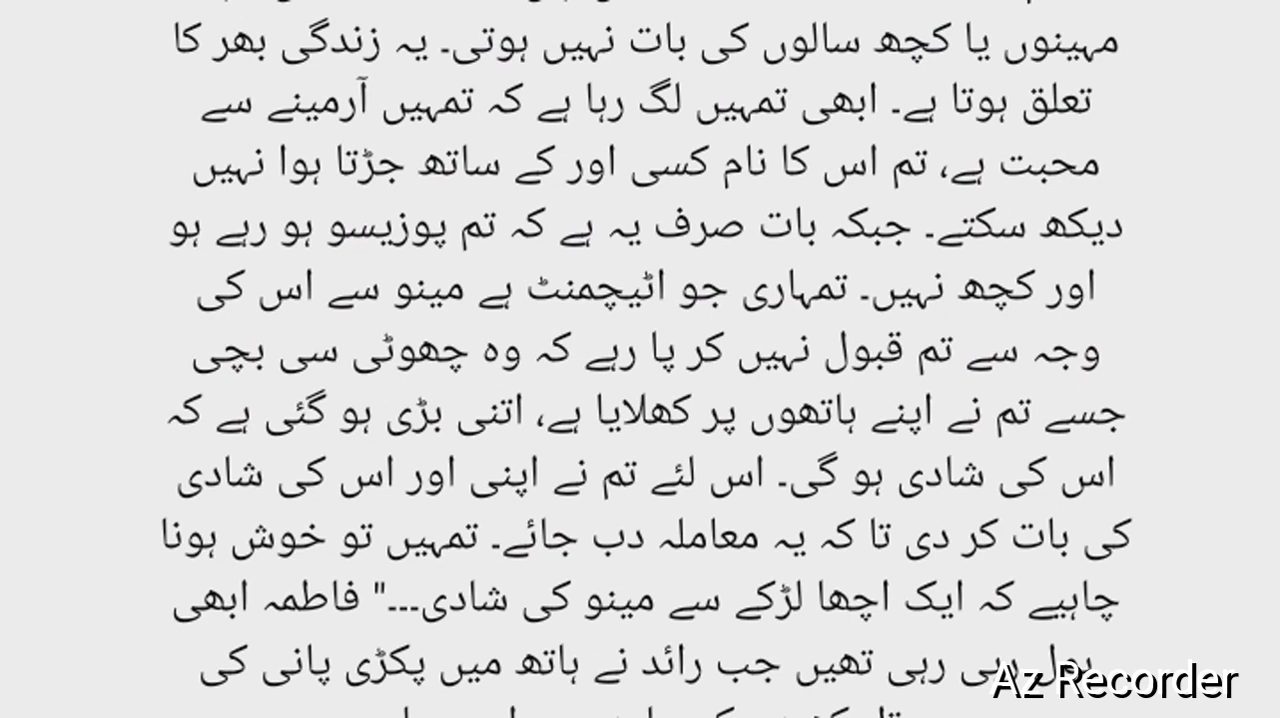 مہینوں یا کچھ سالوں کی بات نہیں ہوتی۔ یہ زندگی بھر کا
تعلق ہوتا ہے۔ ابھی تمہیں لگ رہا ہے کہ تمہیں آرمینے سے
محبت ہے، تم اس کا نام کسی اور کے ساتھ جڑتا ہوا نہیں
دیکھ سکتے۔ جبکہ بات صرف یہ ہے کہ تم پوزیسو ہو رہے ہو
اور کچھ نہیں۔ تمہاری جو اٹیچمنٹ ہے مینو سے اس کی
وجہ سے تم قبول نہیں کر پا رہے کہ وہ چھوٹی سی بچی
جسے تم نے اپنے ہاتھوں پر کھلایا ہے، اتنی بڑی ہو گئی ہے کہ
اس کی شادی ہو گی۔ اس لئے تم نے اپنی اور اس کی شادی
کی بات کر دی تا کہ یہ معاملہ دب جائے۔ تمہیں تو خوش ہونا
چاہیے کہ ایک اچھا لڑکے سے مینو کی شادی۔۔۔" فاطمہ ابھی
بول ہی رہی تھیں جب رائد نے ہاتھ میں پکڑی پانی کی
Az Recorder